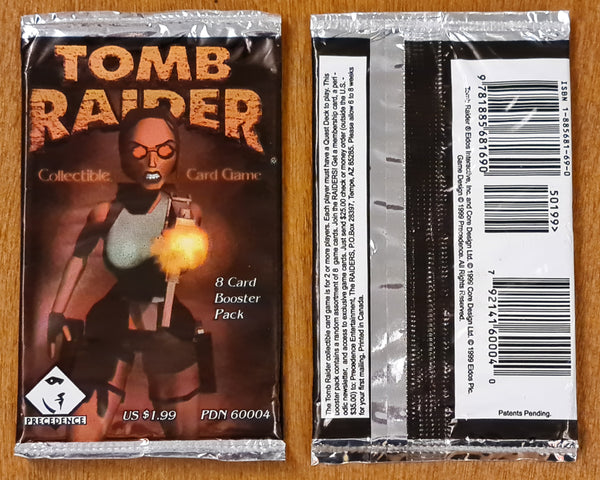 TOMB
RAIDER
Collectible Card Game
8 Card
Booster
Pack
PRECEDENCE
US $1.99
PDN 60004
The Tomb Raider collectible card game is for 2 or more players. Each player must have a Quest Deck to play. This
booster pack contains a random assortment of 8 game cards. Join the RAIDERS! Get a membership card, a peri-
odic newsletter, and access to exclusive game cards. Just send $25.00 check or money order (outside the U.S. -
$35.00) to: Precedence Entertainment, The RAIDERS, P.O.Box 28397, Tempe, AZ 85285. Please allow 6 to 8 weeks
for your first mailing. Printed in Canada.
Tomb Raider ® Eidos Interactive, Inc. and Core Design Ltd. © 1999 Core Design Ltd. © 1999 Eidos Plc.
Game Design © 1999 Precedence. All Rights Reserved.
ISBN 1-885681-69-0
9 781885 681690
50199>
7 92141 60004 0
Patents Pending.